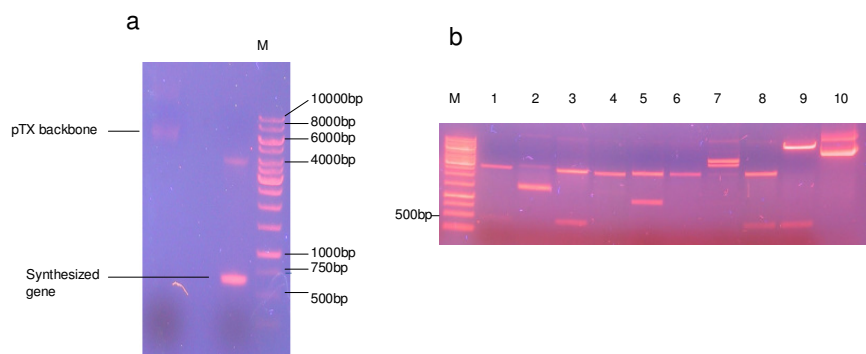 a
M
10000bp
8000bp
6000bp
4000bp
1000bp
750bp
500bp
pTX backbone
Synthesized
gene
b
M 1 2 3 4 5 6 7 8 9 10
500bp